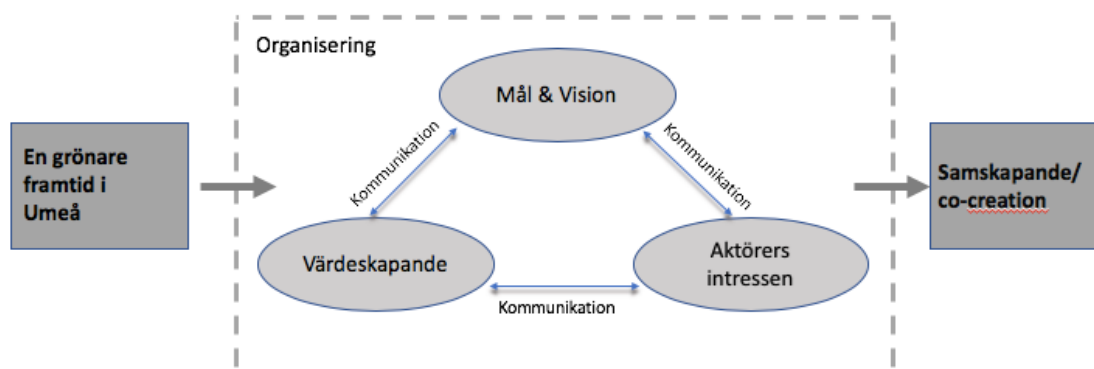 Organisering
Mål & Vision
Kommunikation
Kommunikation
En grönare
framtid i
Umeå
Samskapande/
co-creation
Värdeskapande
Aktörers
intressen
Kommunikation